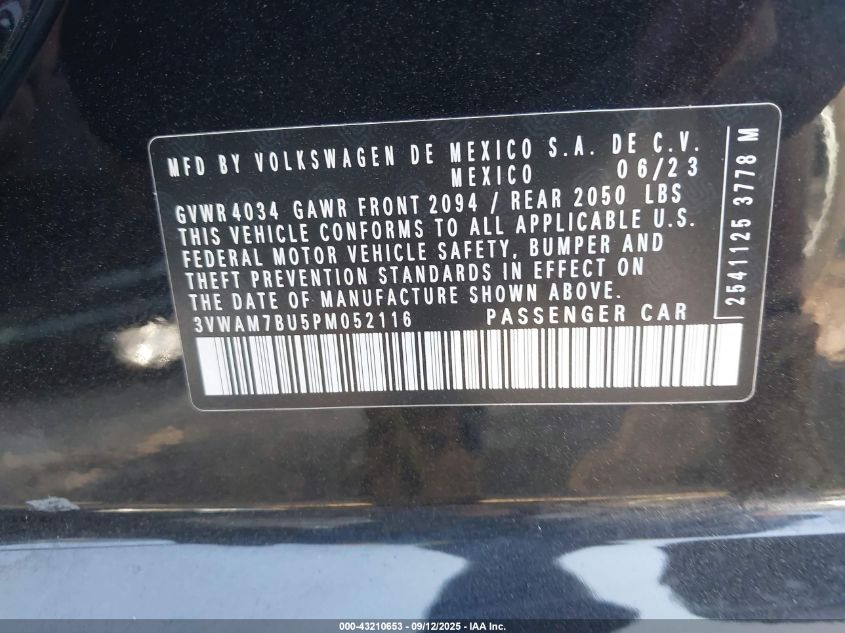 MFD BY VOLKSWAGEN DE MEXICO S.A. DE C.V.
MEXICO 06/23
GVWR 4034 GAWR FRONT 2094 / REAR 2050 LBS
THIS VEHICLE CONFORMS TO ALL APPLICABLE U.S.
FEDERAL MOTOR VEHICLE SAFETY, BUMPER AND
THEFT PREVENTION STANDARDS IN EFFECT ON
THE DATE OF MANUFACTURE SHOWN ABOVE.
3VWAM7BU5PM052116 PASSENGER CAR
2541125 3778 M
000-43210653 - 09/12/2025 - IAA Inc.